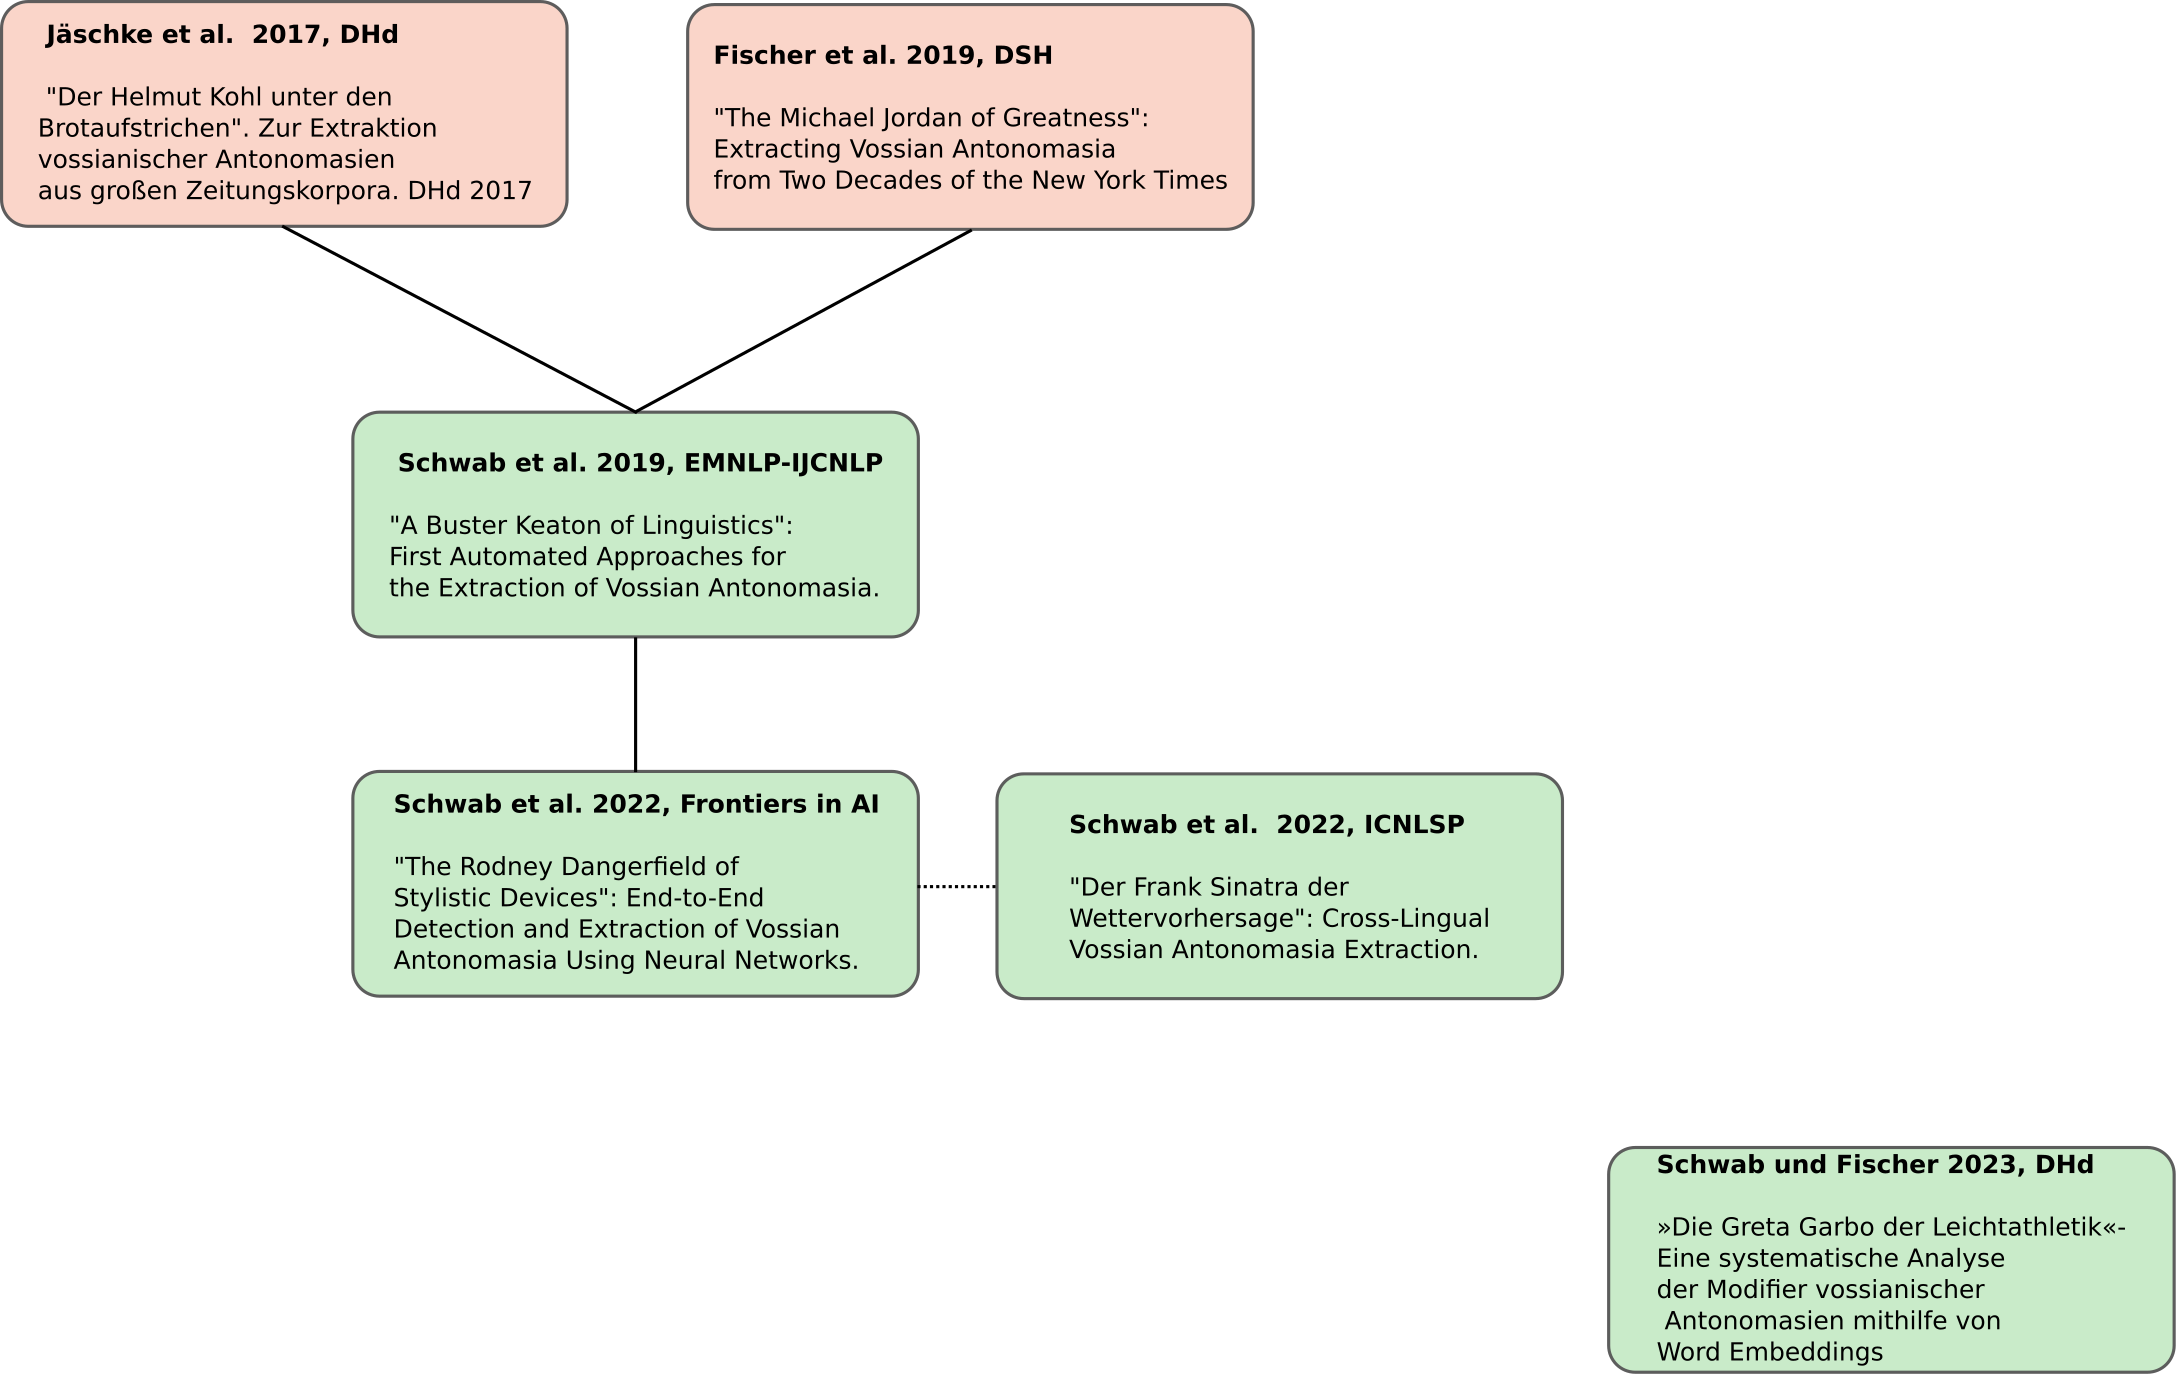 Jäschke et al.  2017, DHd
"Der Helmut Kohl unter den
Brotaufstrichen". Zur Extraktion
vossianischer Antonomasien
aus großen Zeitungskorpora. DHd 2017
Fischer et al. 2019, DSH
"The Michael Jordan of Greatness":
Extracting Vossian Antonomasia
from Two Decades of the New York Times
Schwab et al. 2019, EMNLP-IJCNLP
"A Buster Keaton of Linguistics":
First Automated Approaches for
the Extraction of Vossian Antonomasia.
Schwab et al. 2022, Frontiers in AI
"The Rodney Dangerfield of
Stylistic Devices": End-to-End
Detection and Extraction of Vossian
Antonomasia Using Neural Networks.
Schwab et al.  2022, ICNLSP
"Der Frank Sinatra der
Wettervorhersage": Cross-Lingual
Vossian Antonomasia Extraction.
Schwab und Fischer 2023, DHd
»Die Greta Garbo der Leichtathletik«-
Eine systematische Analyse
der Modifier vossianischer
Antonomasien mithilfe von
Word Embeddings